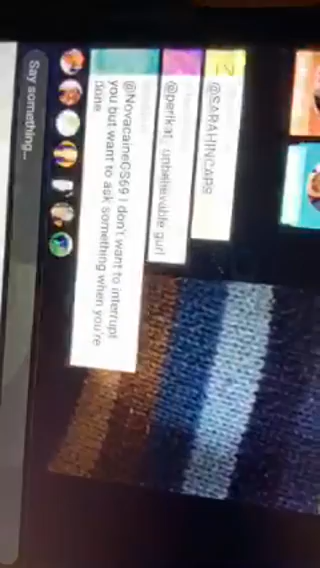 @SARAHINCAPS
@perikat unbelievable gurl
@NovacaineCS69 I don't want to interrupt
you but want to ask something when you're
done
Say something...